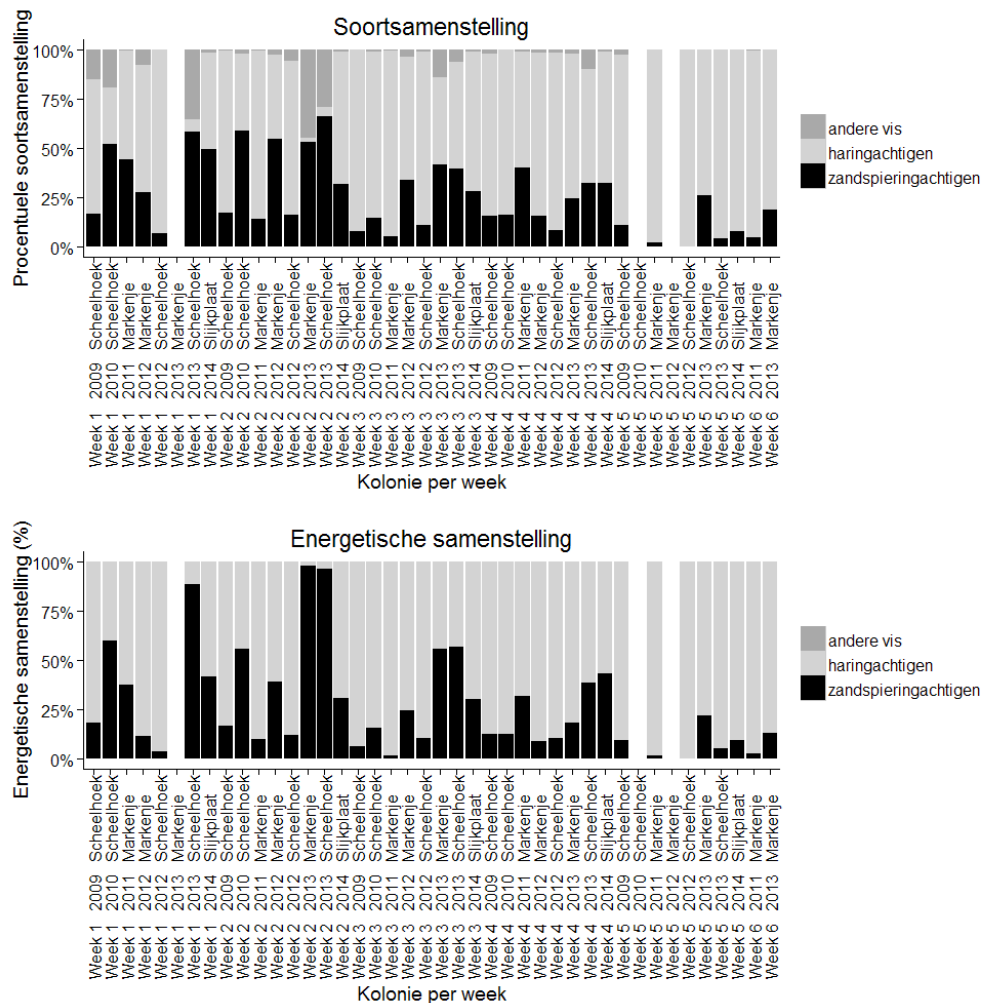 Soortsamenstelling
Procentuele soortsamenstelling
100%
75%
50%
25%
0%
andere vis
haringachtigen
zandspieringachtigen
Week 1 2009 Scheelhoek
Week 1 2010 Scheelhoek
Week 1 2011 Markenje
Week 1 2012 Markenje
Week 1 2012 Scheelhoek
Week 1 2013 Markenje
Week 1 2013 Scheelhoek
Week 1 2014 Slijkplaat
Week 2 2009 Scheelhoek
Week 2 2010 Scheelhoek
Week 2 2011 Markenje
Week 2 2012 Markenje
Week 2 2012 Scheelhoek
Week 2 2013 Markenje
Week 2 2013 Scheelhoek
Week 2 2014 Slijkplaat
Week 3 2009 Scheelhoek
Week 3 2010 Scheelhoek
Week 3 2011 Markenje
Week 3 2012 Markenje
Week 3 2012 Scheelhoek
Week 3 2013 Markenje
Week 3 2013 Scheelhoek
Week 3 2014 Slijkplaat
Week 4 2009 Scheelhoek
Week 4 2010 Scheelhoek
Week 4 2011 Markenje
Week 4 2012 Markenje
Week 4 2012 Scheelhoek
Week 4 2013 Markenje
Week 4 2013 Scheelhoek
Week 4 2014 Slijkplaat
Week 5 2009 Scheelhoek
Week 5 2010 Scheelhoek
Week 5 2011 Markenje
Week 5 2012 Markenje
Week 5 2012 Scheelhoek
Week 5 2013 Markenje
Week 5 2013 Scheelhoek
Week 5 2014 Slijkplaat
Week 6 2011 Markenje
Week 6 2013 Markenje
Kolonie per week
Energetische samenstelling
Energetische samenstelling (%)
100%
75%
50%
25%
0%
andere vis
haringachtigen
zandspieringachtigen
Week 1 2009 Scheelhoek
Week 1 2010 Scheelhoek
Week 1 2011 Markenje
Week 1 2012 Markenje
Week 1 2012 Scheelhoek
Week 1 2013 Markenje
Week 1 2013 Scheelhoek
Week 1 2014 Slijkplaat
Week 2 2009 Scheelhoek
Week 2 2010 Scheelhoek
Week 2 2011 Markenje
Week 2 2012 Markenje
Week 2 2012 Scheelhoek
Week 2 2013 Markenje
Week 2 2013 Scheelhoek
Week 2 2014 Slijkplaat
Week 3 2009 Scheelhoek
Week 3 2010 Scheelhoek
Week 3 2011 Markenje
Week 3 2012 Markenje
Week 3 2012 Scheelhoek
Week 3 2013 Markenje
Week 3 2013 Scheelhoek
Week 3 2014 Slijkplaat
Week 4 2009 Scheelhoek
Week 4 2010 Scheelhoek
Week 4 2011 Markenje
Week 4 2012 Markenje
Week 4 2012 Scheelhoek
Week 4 2013 Markenje
Week 4 2013 Scheelhoek
Week 4 2014 Slijkplaat
Week 5 2009 Scheelhoek
Week 5 2010 Scheelhoek
Week 5 2011 Markenje
Week 5 2012 Markenje
Week 5 2012 Scheelhoek
Week 5 2013 Markenje
Week 5 2013 Scheelhoek
Week 5 2014 Slijkplaat
Week 6 2011 Markenje
Week 6 2013 Markenje
Kolonie per week